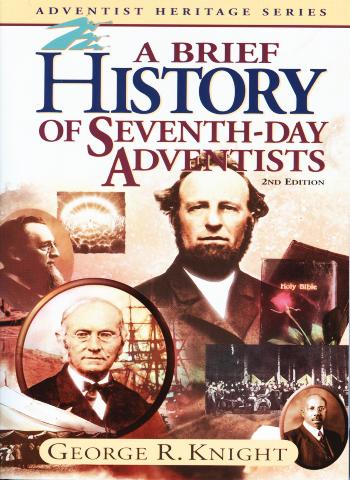 ADVENTIST HERITAGE SERIES
A BRIEF
HISTORY
OF SEVENTH-DAY
ADVENTISTS
2ND EDITION
Holy Bible
GEORGE R. KNIGHT